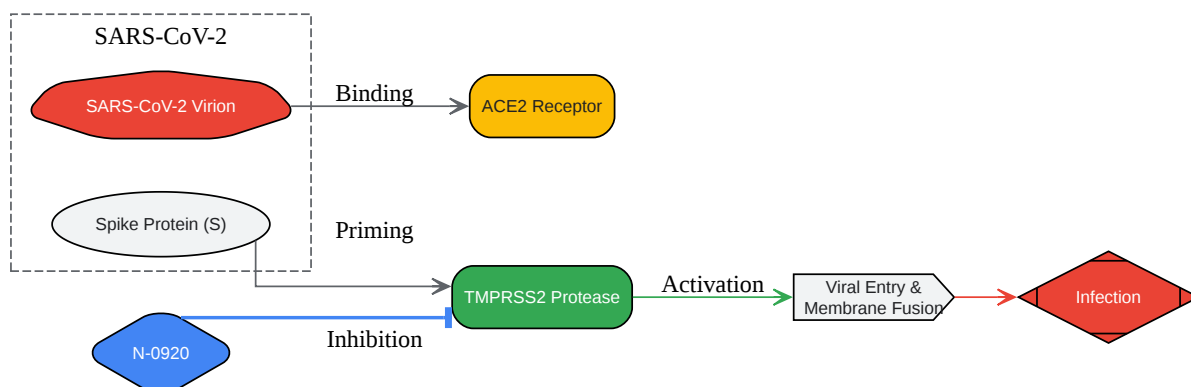 SARS-CoV-2
SARS-CoV-2 Virion
Binding
ACE2 Receptor
Spike Protein (S)
Priming
TMPRSS2 Protease
Activation
Viral Entry &
Membrane Fusion
Infection
Inhibition
N-0920